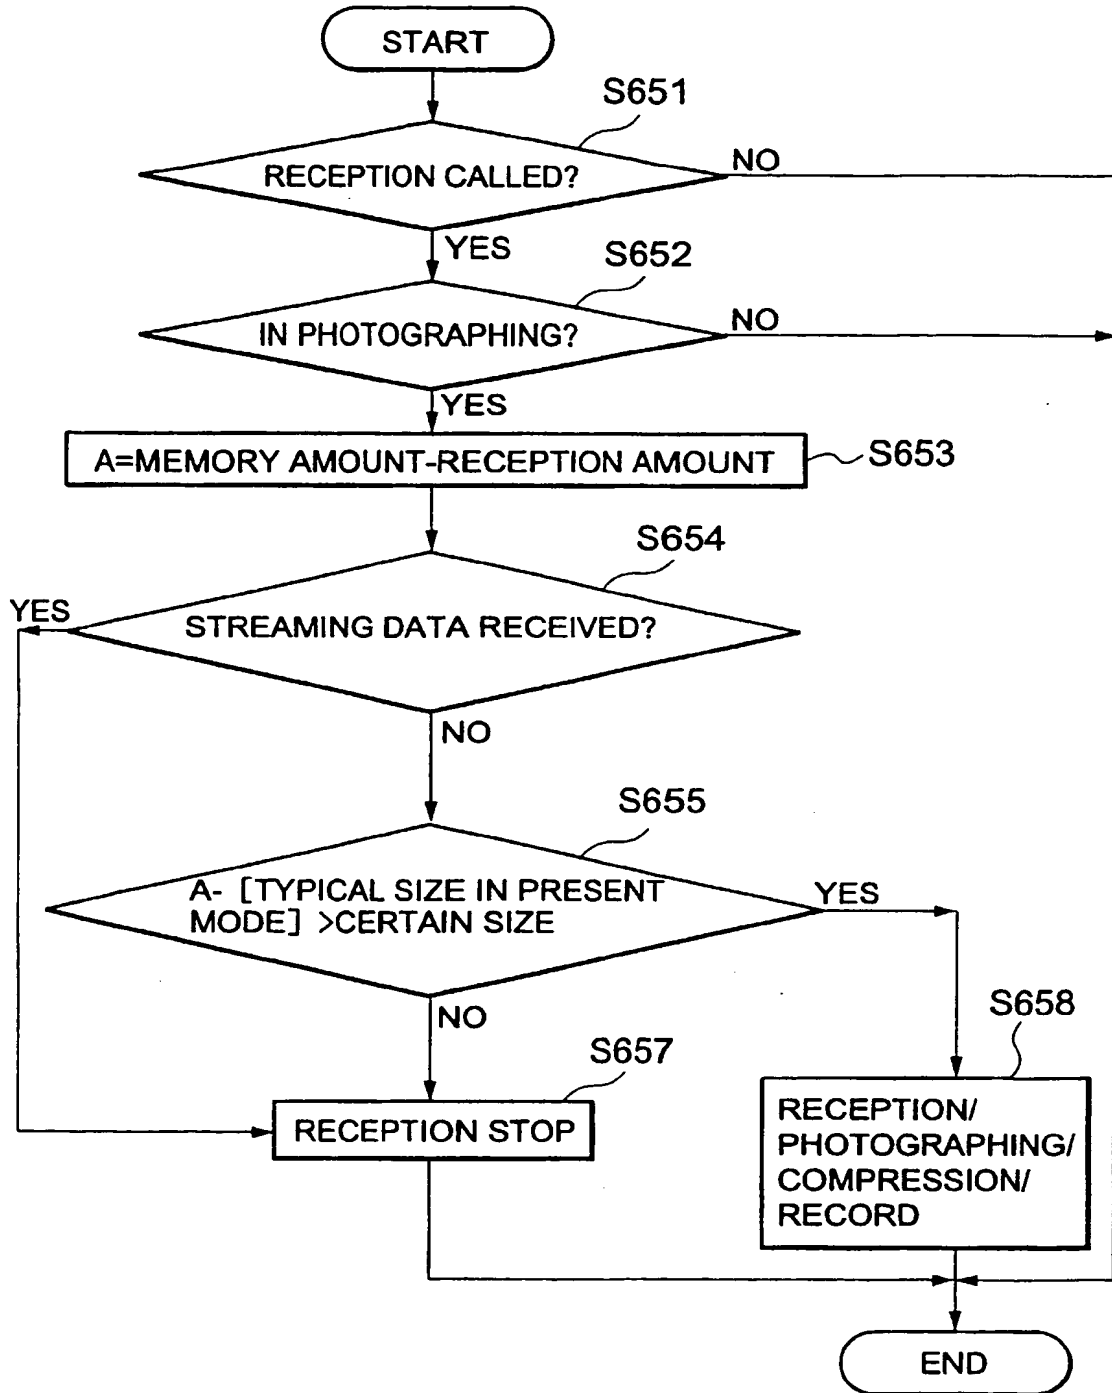 START
S651
RECEPTION CALLED?
NO
YES
S652
IN PHOTOGRAPHING?
NO
YES
A=MEMORY AMOUNT-RECEPTION AMOUNT
S653
S654
YES
STREAMING DATA RECEIVED?
NO
S655
A- [TYPICAL SIZE IN PRESENT
MODE] >CERTAIN SIZE
YES
NO
S658
S657
RECEPTION STOP
RECEPTION/
PHOTOGRAPHING/
COMPRESSION/
RECORD
END